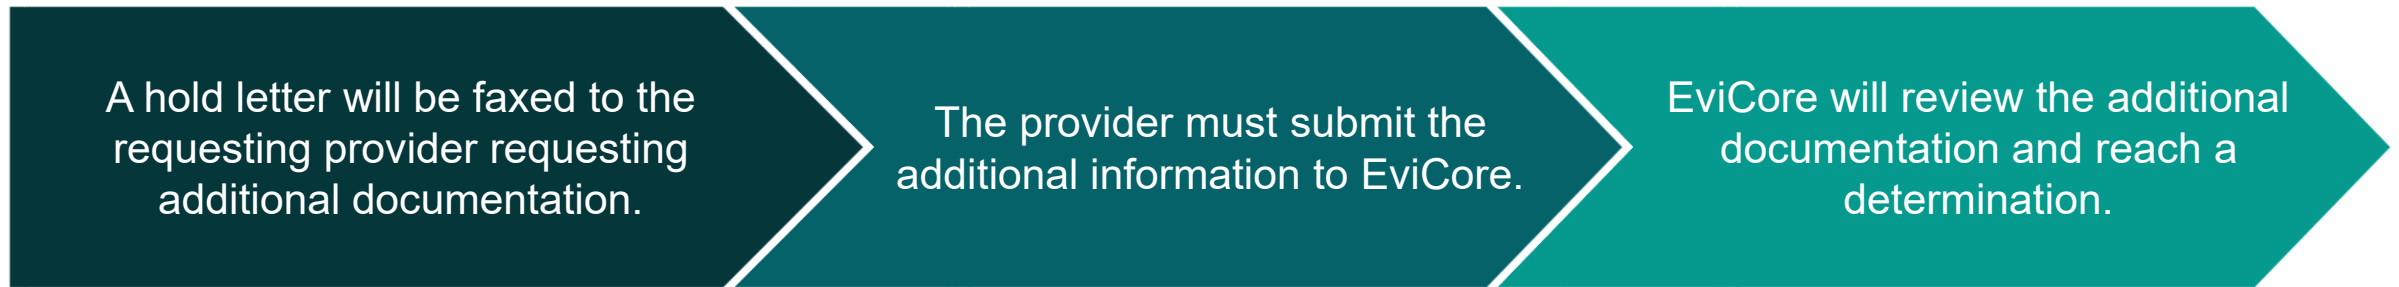 A hold letter will be faxed to the
requesting provider requesting
additional documentation.
The provider must submit the
additional information to EviCore.
EviCore will review the additional
documentation and reach a
determination.